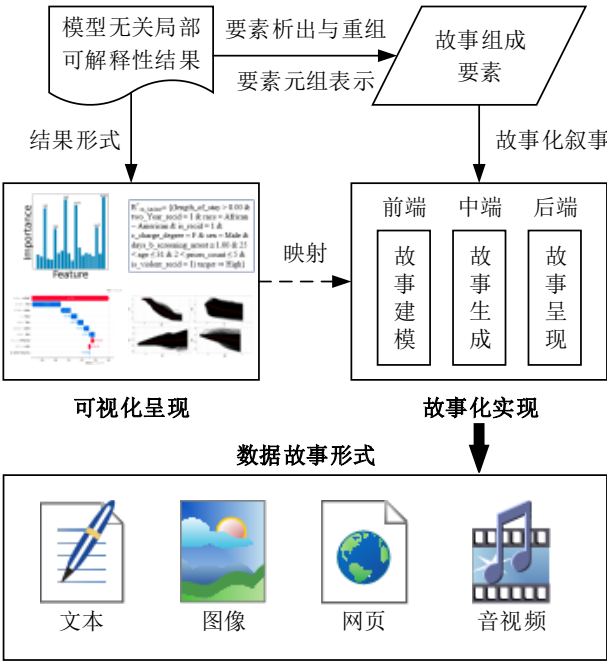 模型无关局部
可解释性结果
要素析出与重组
要素元组表示
故事组成
要素
结果形式
故事化叙事
Importance
Feature
映射
前端
中端
后端
故事建模
故事生成
故事呈现
可视化呈现
故事化实现
数据故事形式
文本
图像
网页
音视频